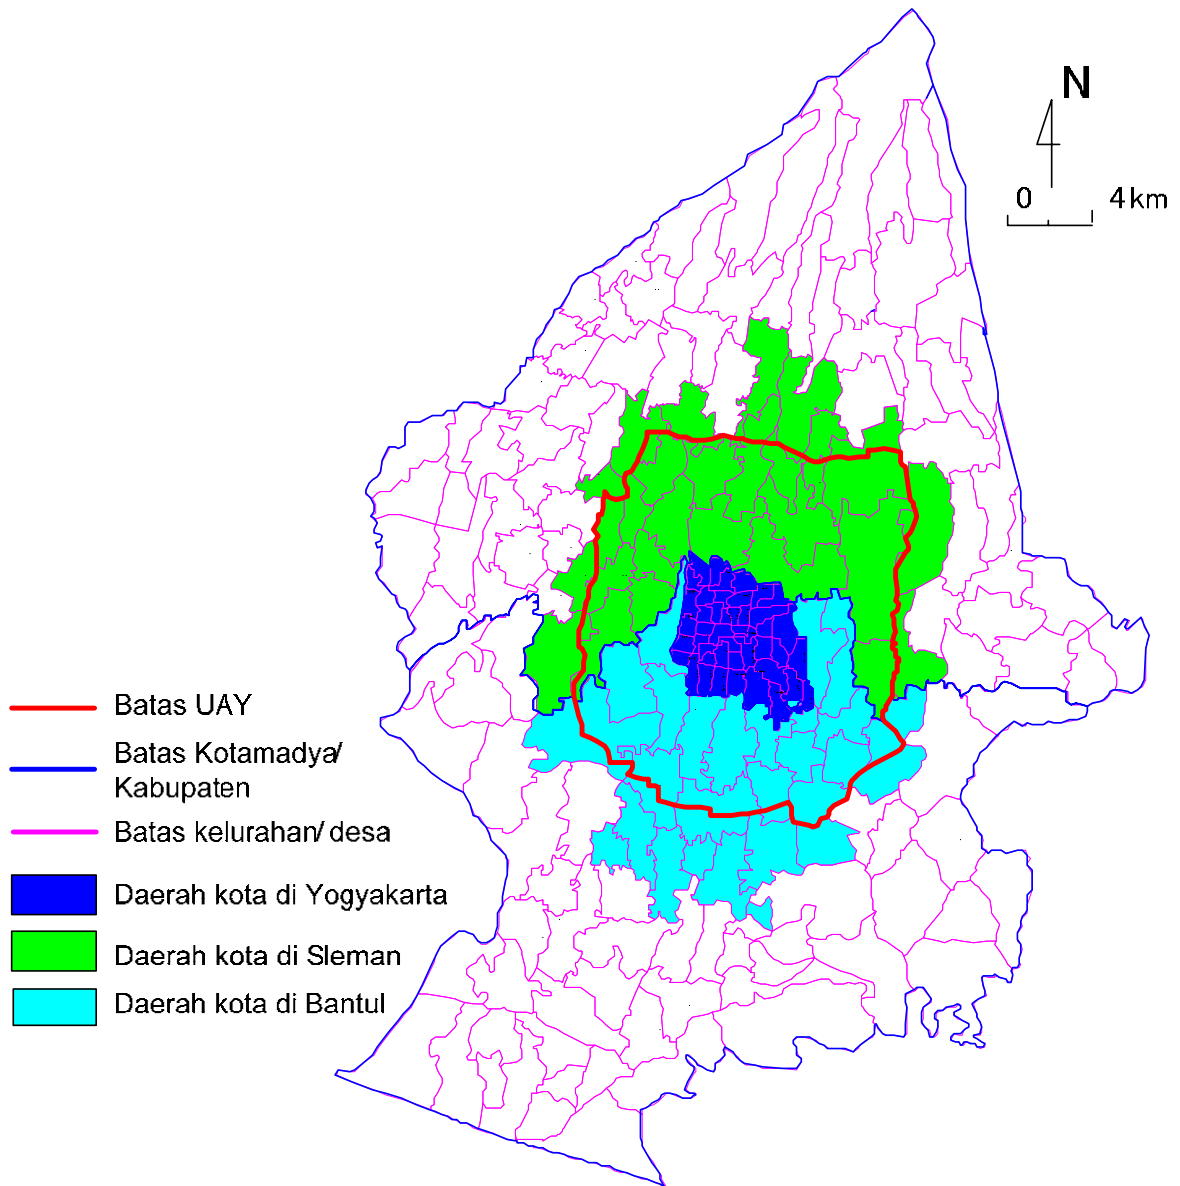 N
0 4 km
Batas UAY
Batas Kotamadya/
Kabupaten
Batas kelurahan/ desa
Daerah kota di Yogyakarta
Daerah kota di Sleman
Daerah kota di Bantul